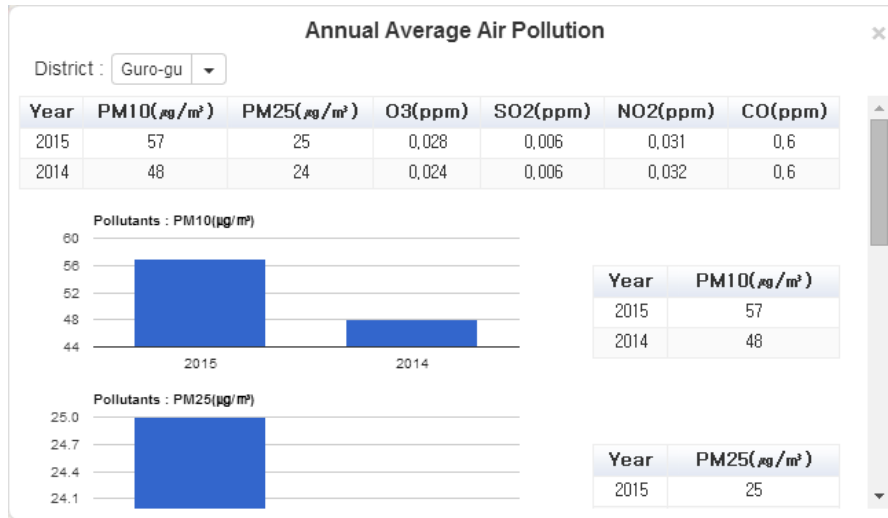 Annual Average Air Pollution
×
District : Guro-gu
Year PM10(㎍/㎥) PM25(㎍/㎥) O3(ppm) SO2(ppm) NO2(ppm) CO(ppm)
2015 57 25 0,028 0,006 0,031 0,6
2014 48 24 0,024 0,006 0,032 0,6
Pollutants : PM10(㎍/㎥)
60
56
52
48
44
2015 2014
Year PM10(㎍/㎥)
2015 57
2014 48
Pollutants : PM25(㎍/㎥)
25.0
24.7
24.4
24.1
Year PM25(㎍/㎥)
2015 25